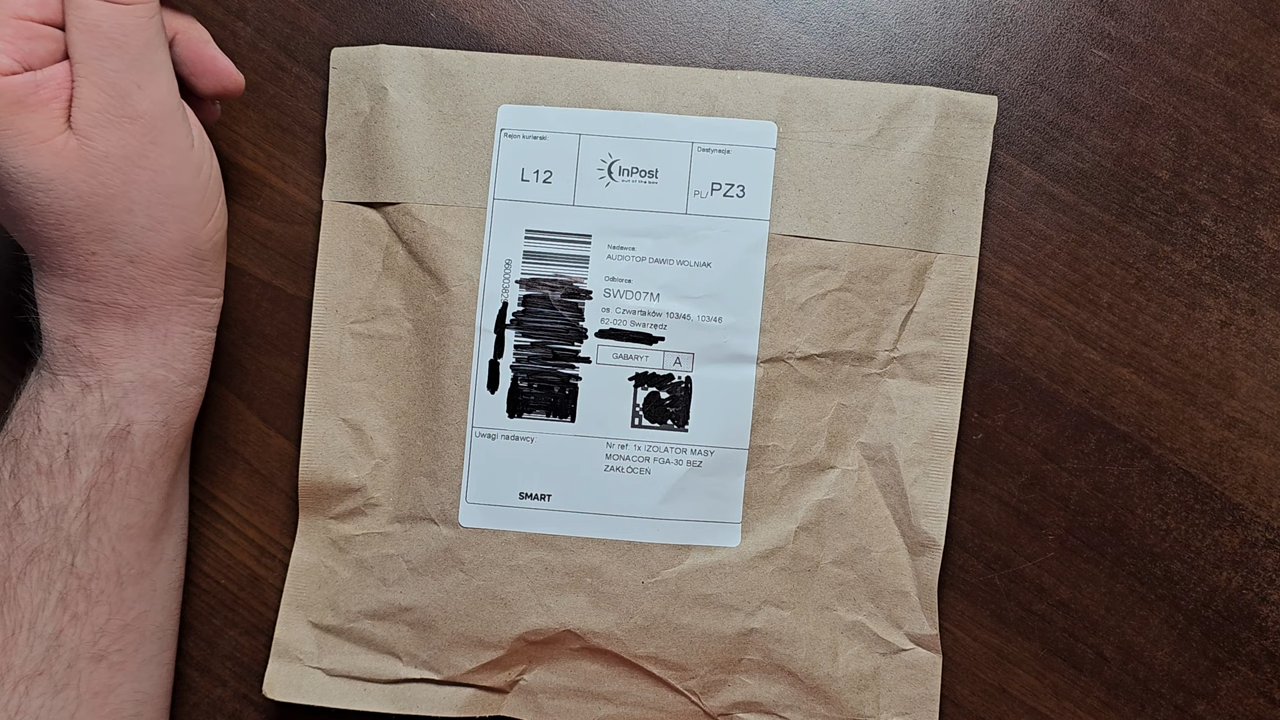 Rejon kurierski:
L12
InPost
out of the box
Destynacja:
PL/PZ3
Nadawca:
AUDIOTOP DAWID WOLNIAK
Odbiorca:
SWD07M
os. Czwartaków 103/45, 103/46
62-020 Swarzędz
GABARYT A
Uwagi nadawcy
Nr ref: 1x IZOLATOR MASY
MONACOR FGA-30 BEZ
ZAKŁÓCEŃ
SMART